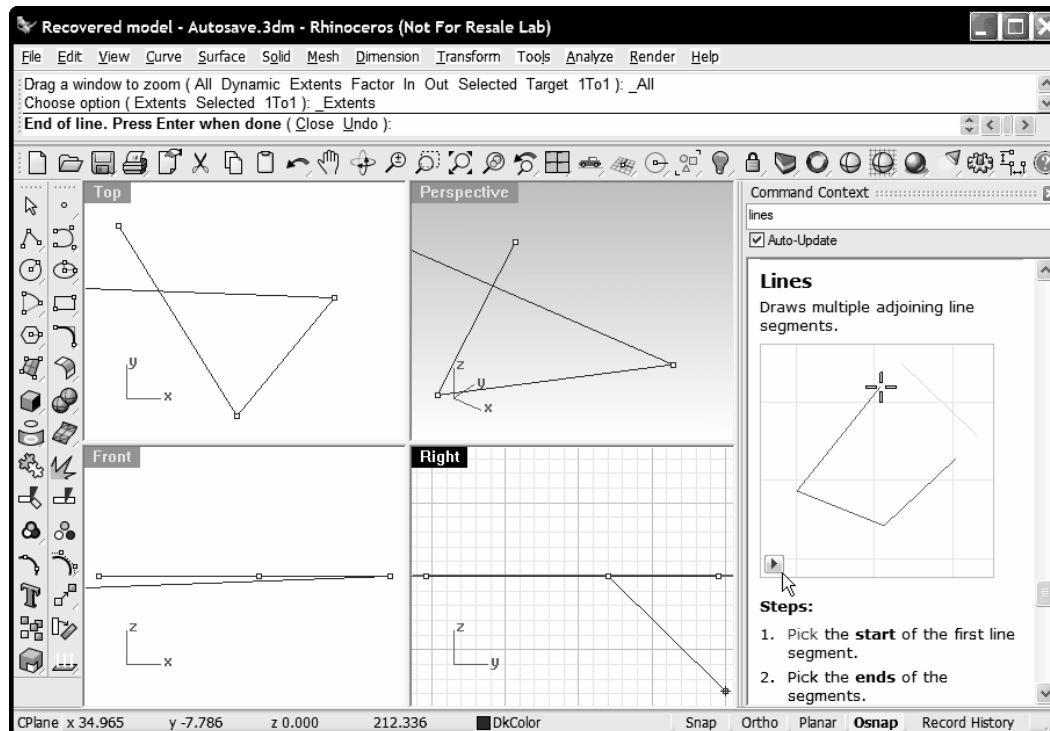 Recovered model - Autosave.3dm - Rhinoceros (Not For Resale Lab)
File Edit View Curve Surface Solid Mesh Dimension Transform Tools Analyze Render Help
Drag a window to zoom ( All Dynamic Extents Factor In Out Selected Target 1To1 ): _All
Choose option ( Extents Selected 1To1 ): _Extents
End of line. Press Enter when done ( Close Undo ):
Top
y
x
Perspective
z
y
x
Front
z
x
Right
z
y
Command Context
lines
Auto-Update
Lines
Draws multiple adjoining line
segments.
Steps:
1. Pick the start of the first line
segment.
2. Pick the ends of the
segments.
CPlane x 34.965 y -7.786 z 0.000 212.336 DkColor Snap Ortho Planar Osnap Record History